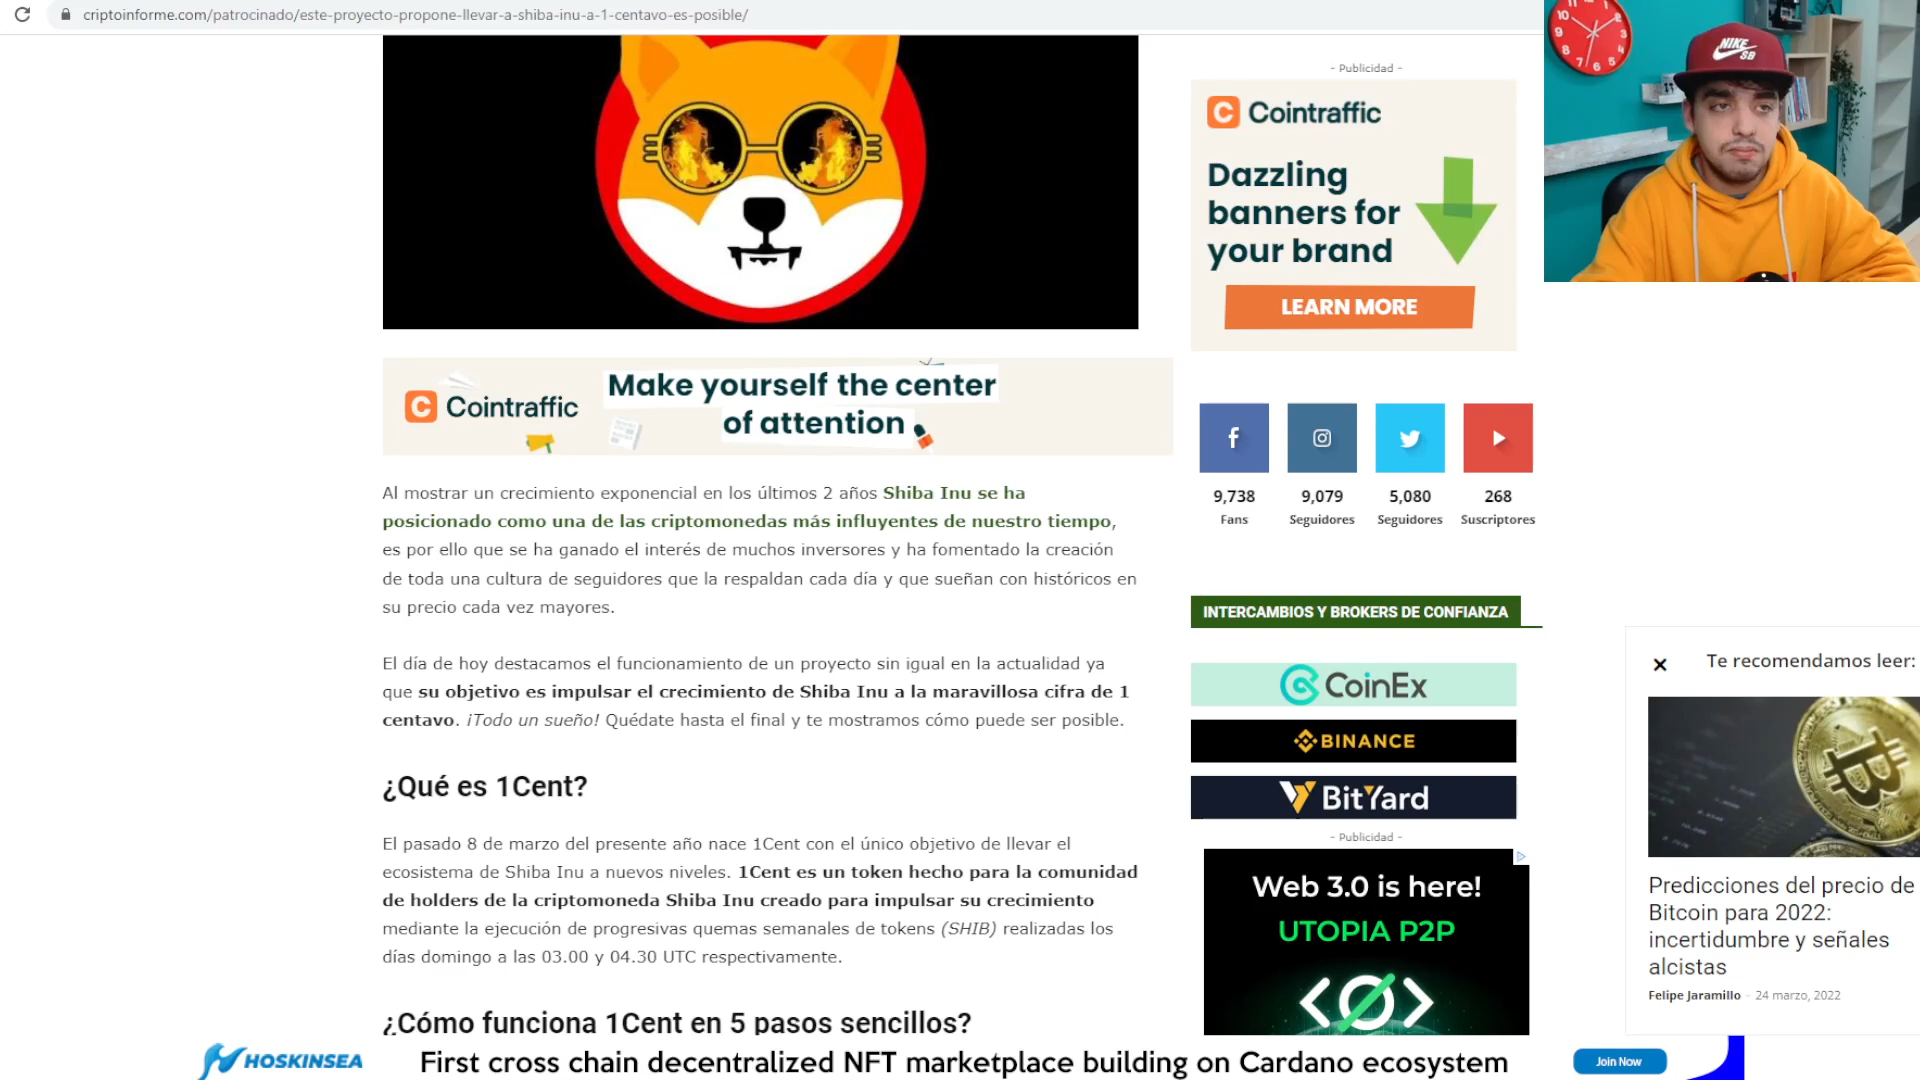 criptoinforme.com/patrocinado/este-proyecto-propone-llevar-a-shiba-inu-a-1-centavo-es-posible/
NIKE
SB
- Publicidad -
Cointraffic
Dazzling
banners for
your brand
LEARN MORE
Cointraffic
Make yourself the center
of attention
9,738
Fans
9,079
Seguidores
5,080
Seguidores
268
Suscriptores
Al mostrar un crecimiento exponencial en los últimos 2 años Shiba Inu se ha
posicionado como una de las criptomonedas más influyentes de nuestro tiempo,
es por ello que se ha ganado el interés de muchos inversores y ha fomentado la creación
de toda una cultura de seguidores que la respaldan cada día y que sueñan con históricos en
su precio cada vez mayores.
El día de hoy destacamos el funcionamiento de un proyecto sin igual en la actualidad ya
que su objetivo es impulsar el crecimiento de Shiba Inu a la maravillosa cifra de 1
centavo. ¡Todo un sueño! Quédate hasta el final y te mostramos cómo puede ser posible.
¿Qué es 1Cent?
El pasado 8 de marzo del presente año nace 1Cent con el único objetivo de llevar el
ecosistema de Shiba Inu a nuevos niveles. 1Cent es un token hecho para la comunidad
de holders de la criptomoneda Shiba Inu creado para impulsar su crecimiento
mediante la ejecución de progresivas quemas semanales de tokens (SHIB) realizadas los
días domingo a las 03.00 y 04.30 UTC respectivamente.
¿Cómo funciona 1Cent en 5 pasos sencillos?
INTERCAMBIOS Y BROKERS DE CONFIANZA
CoinEx
BINANCE
BitYard
- Publicidad -
Web 3.0 is here!
UTOPIA P2P
Te recomendamos leer:
Predicciones del precio de
Bitcoin para 2022:
incertidumbre y señales
alcistas
Felipe Jaramillo - 24 marzo, 2022
HOSKINSEA
First cross chain decentralized NFT marketplace building on Cardano ecosystem
Join Now